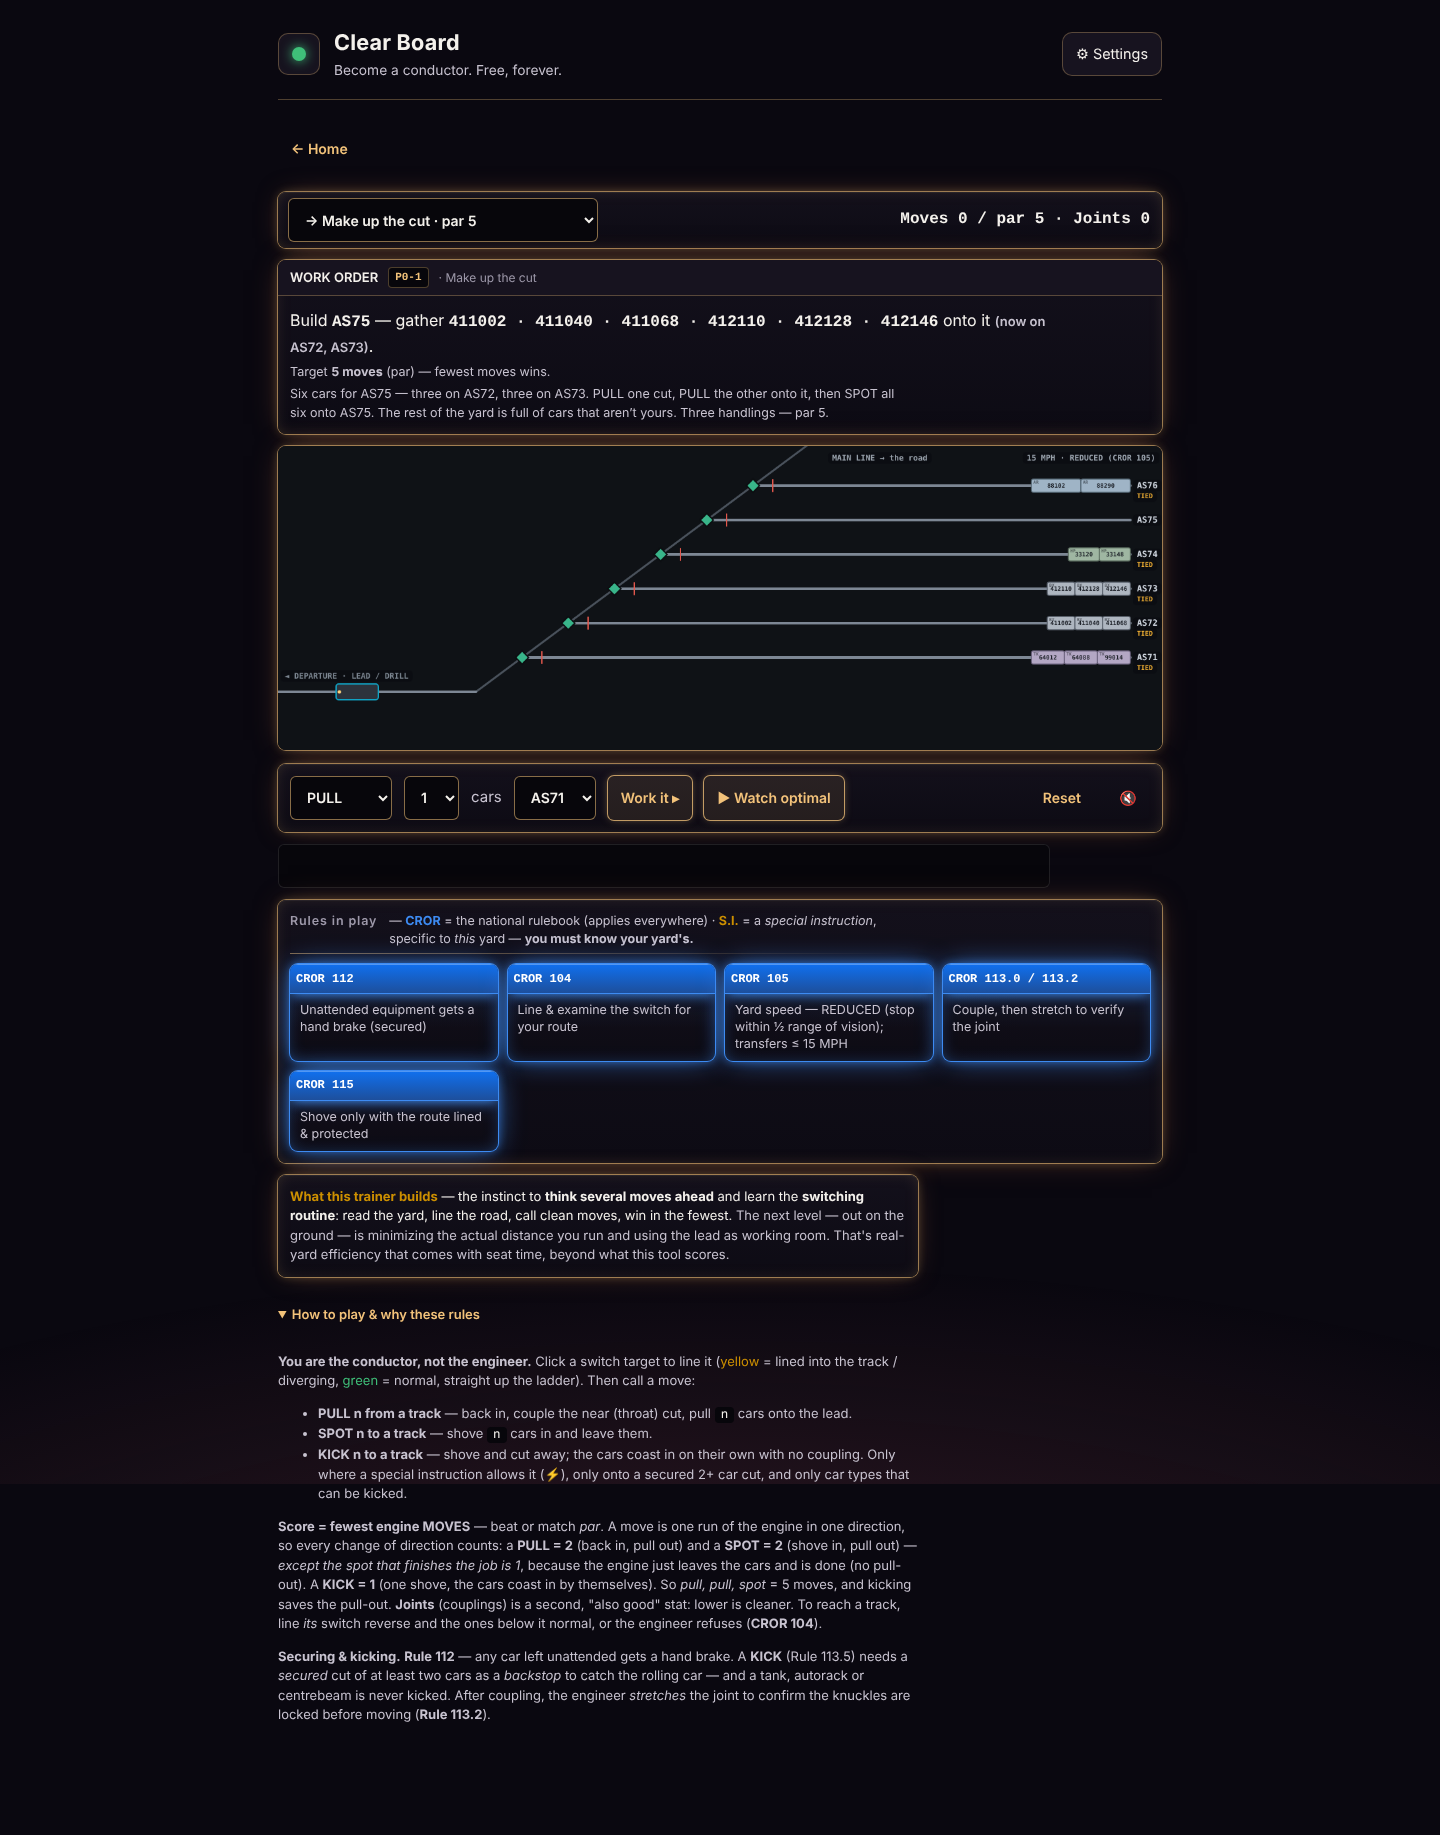 Clear Board
Become a conductor. Free, forever.
⚙ Settings
← Home
→ Make up the cut · par 5
Moves 0 / par 5 · Joints 0
WORK ORDER P0-1 · Make up the cut
Build AS75 — gather 411002 · 411040 · 411068 · 412110 · 412128 · 412146 onto it (now on
AS72, AS73).
Target 5 moves (par) — fewest moves wins.
Six cars for AS75 — three on AS72, three on AS73. PULL one cut, PULL the other onto it, then SPOT all
six onto AS75. The rest of the yard is full of cars that aren't yours. Three handlings — par 5.
MAIN LINE → the road
15 MPH · REDUCED (CROR 105)
88102 88290 AS76
TIED
AS75
33120 33148 AS74
TIED
412110 412128 412146 AS73
TIED
411002 411040 411068 AS72
TIED
64012 64088 99014 AS71
TIED
◄ DEPARTURE · LEAD / DRILL
PULL 1 cars AS71 Work it ▸ ▶ Watch optimal Reset 🔇
Rules in play — CROR = the national rulebook (applies everywhere) · S.I. = a special instruction,
specific to this yard — you must know your yard's.
CROR 112
Unattended equipment gets a
hand brake (secured)
CROR 104
Line & examine the switch for
your route
CROR 105
Yard speed — REDUCED (stop
within ½ range of vision);
transfers ≤ 15 MPH
CROR 113.0 / 113.2
Couple, then stretch to verify
the joint
CROR 115
Shove only with the route lined
& protected
What this trainer builds — the instinct to think several moves ahead and learn the switching
routine: read the yard, line the road, call clean moves, win in the fewest. The next level — out on the
ground — is minimizing the actual distance you run and using the lead as working room. That's real-
yard efficiency that comes with seat time, beyond what this tool scores.
▼ How to play & why these rules
You are the conductor, not the engineer. Click a switch target to line it (yellow = lined into the track /
diverging, green = normal, straight up the ladder). Then call a move:
• PULL n from a track — back in, couple the near (throat) cut, pull n cars onto the lead.
• SPOT n to a track — shove n cars in and leave them.
• KICK n to a track — shove and cut away; the cars coast in on their own with no coupling. Only
where a special instruction allows it (⚡), only onto a secured 2+ car cut, and only car types that
can be kicked.
Score = fewest engine MOVES — beat or match par. A move is one run of the engine in one direction,
so every change of direction counts: a PULL = 2 (back in, pull out) and a SPOT = 2 (shove in, pull out) —
except the spot that finishes the job is 1, because the engine just leaves the cars and is done (no pull-
out). A KICK = 1 (one shove, the cars coast in by themselves). So pull, pull, spot = 5 moves, and kicking
saves the pull-out. Joints (couplings) is a second, "also good" stat: lower is cleaner. To reach a track,
line its switch reverse and the ones below it normal, or the engineer refuses (CROR 104).
Securing & kicking. Rule 112 — any car left unattended gets a hand brake. A KICK (Rule 113.5) needs a
secured cut of at least two cars as a backstop to catch the rolling car — and a tank, autorack or
centrebeam is never kicked. After coupling, the engineer stretches the joint to confirm the knuckles are
locked before moving (Rule 113.2).